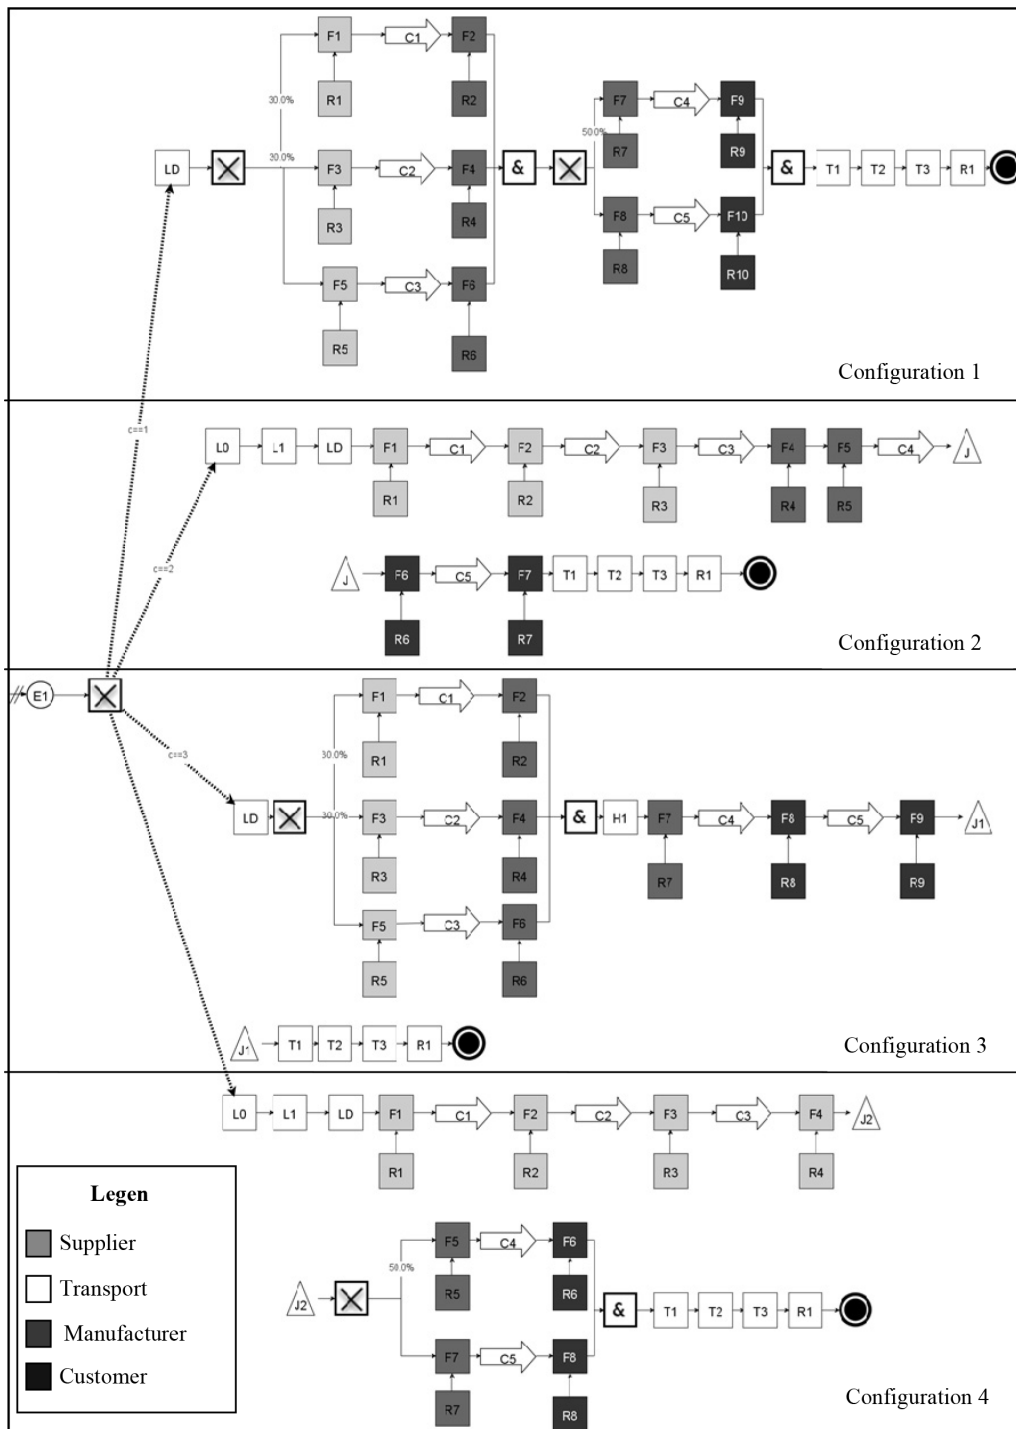 F1 C1 F2
30.0% R1 R2 F7 C4 F9
50.0%
R7 R9
30.0%
LD F3 C2 F4 & & T1 T2 T3 R1
R3 R4 F8 C5 F10
F5 C3 F6 R8 R10
R5 R6
Configuration 1
c==1
L0 L1 LD F1 C1 F2 C2 F3 C3 F4 F5 C4 J
R1 R2 R3 R4 R5
c==2
J F6 C5 F7 T1 T2 T3 R1
R6 R7
Configuration 2
E1
F1 C1 F2
30.0%
R1 R2
c==3
LD 30.0% F3 C2 F4 & H1 F7 C4 F8 C5 F9 J1
R3 R4 R7 R8 R9
F5 C3 F6
R5 R6
J1 T1 T2 T3 R1
Configuration 3
L0 L1 LD F1 C1 F2 C2 F3 C3 F4 J2
R1 R2 R3 R4
Legen
Supplier
Transport
Manufacturer
Customer
F5 C4 F6
50.0%
R5 R6
J2 & T1 T2 T3 R1
F7 C5 F8
R7 R8
Configuration 4